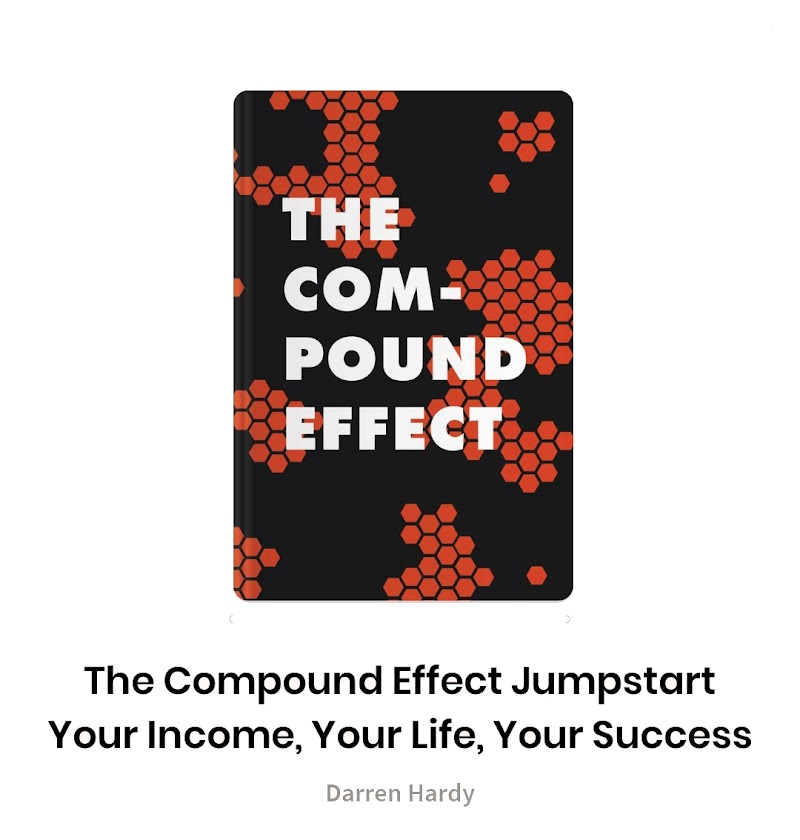 THE
COM-
POUND
EFFECT
The Compound Effect Jumpstart
Your Income, Your Life, Your Success
Darren Hardy